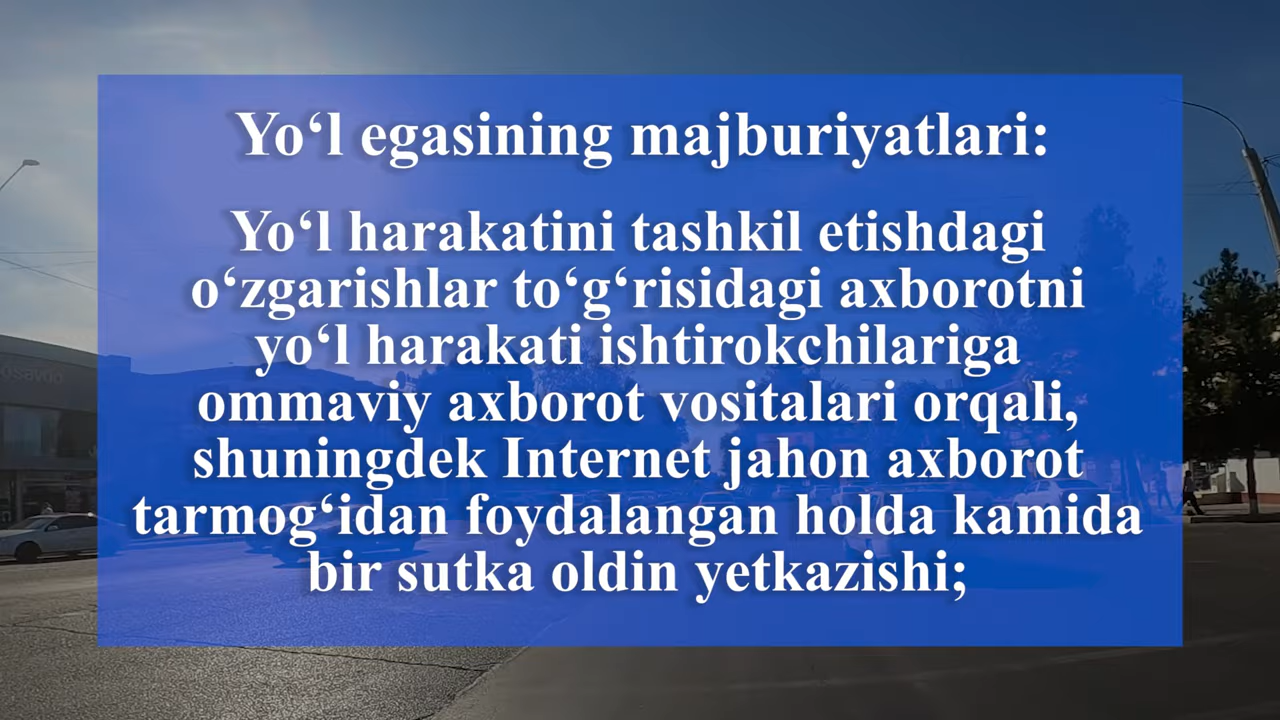 Yo‘l egasining majburiyatlari:
Yo‘l harakatini tashkil etishdagi
o‘zgarishlar to‘g‘risidagi axborotni
yo‘l harakati ishtirokchilariga
ommaviy axborot vositalari orqali,
shuningdek Internet jahon axborot
tarmog‘idan foydalangan holda kamida
bir sutka oldin yetkazishi;